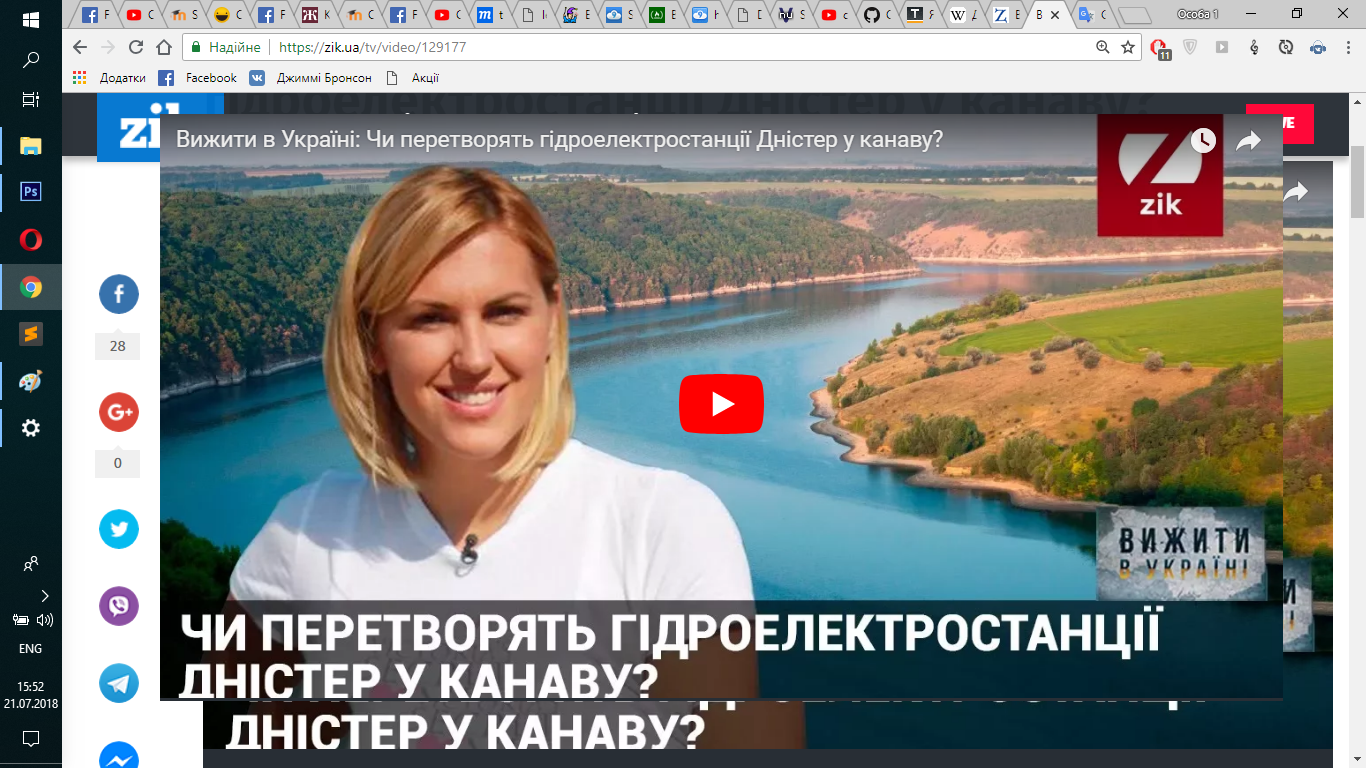 Особа 1
Надійне
https://zik.ua/tv/video/129177
11
Додатки
Facebook
Джиммі Бронсон
Акції
Вижити в Україні: Чи перетворять гідроелектростанції Дністер у канаву?
zik
28
0
ВИЖИТИ
В УКРАЇНІ
ЧИ ПЕРЕТВОРЯТЬ ГІДРОЕЛЕКТРОСТАНЦІЇ
ДНІСТЕР У КАНАВУ?
ДНІСТЕР У КАНАВУ?
Ps
ENG
15:52
21.07.2018